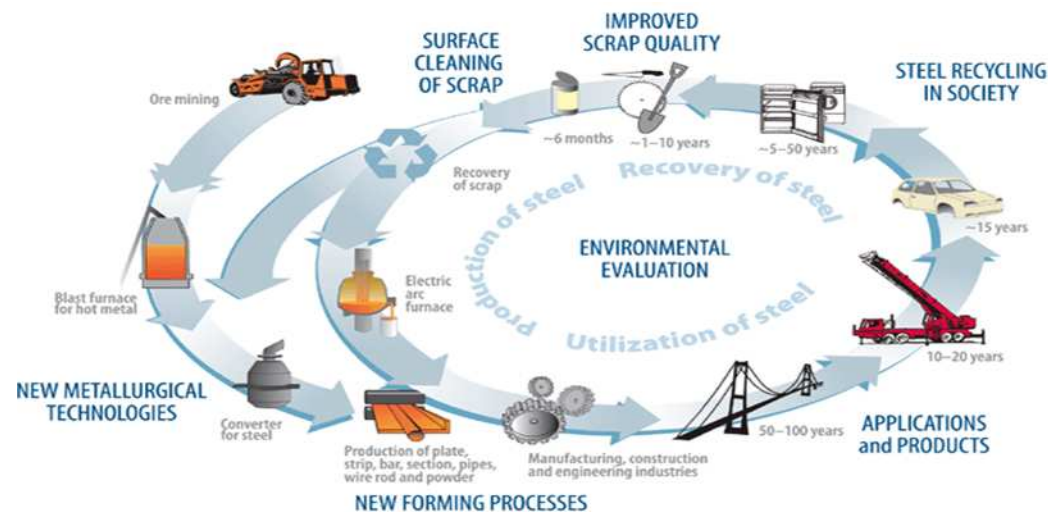 IMPROVED
SCRAP QUALITY
SURFACE
CLEANING
OF SCRAP
STEEL RECYCLING
IN SOCIETY
Ore mining
~6 months
~1–10 years
~5–50 years
Recovery
of scrap
Recovery of steel
Production of steel
Utilization of steel
ENVIRONMENTAL
EVALUATION
~15 years
Electric
arc
furnace
Blast furnace
for hot metal
10–20 years
NEW METALLURGICAL
TECHNOLOGIES
Converter
for steel
Production of plate,
strip, bar, section, pipes,
wire rod and powder
Manufacturing, construction
and engineering industries
50–100 years
APPLICATIONS
and PRODUCTS
NEW FORMING PROCESSES